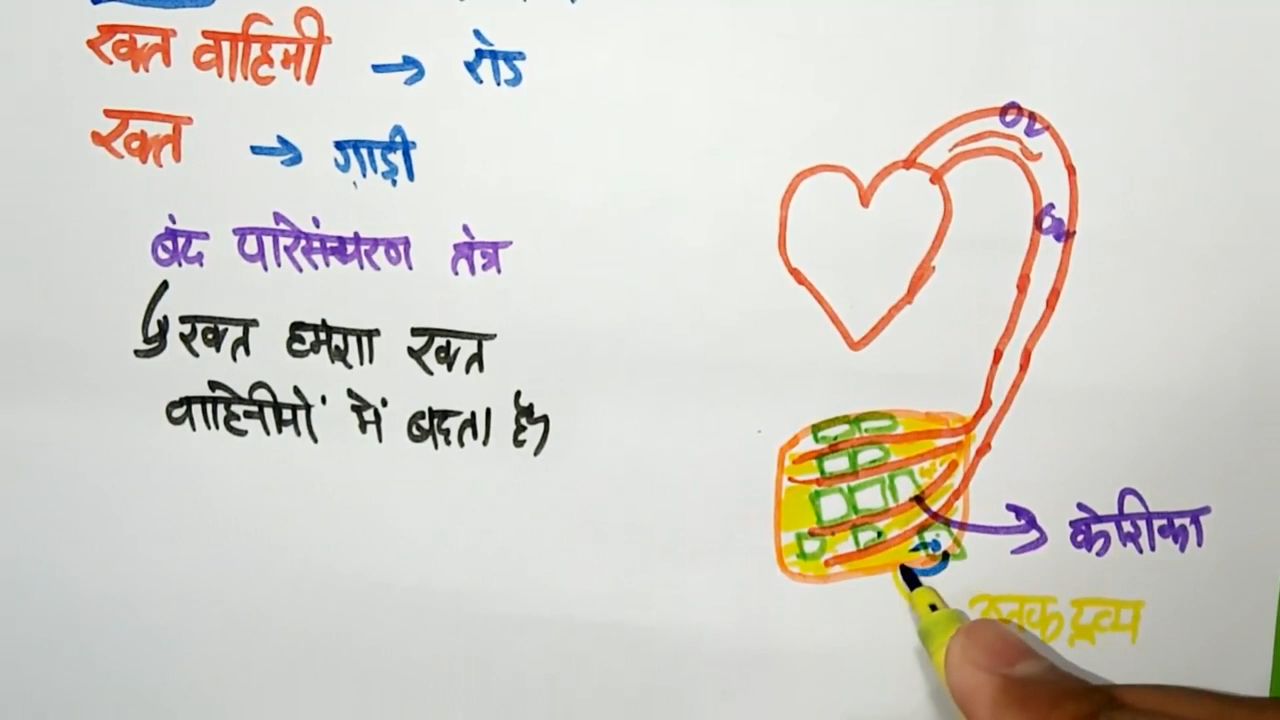 रक्त वाहिनी → रोड
रक्त → गाड़ी
बंद परिसंचरण तंत्र
↳ रक्त हमेशा रक्त
वाहिनीयों में बहता है
O2
O2
कोशिका
ऊतक द्रव्य